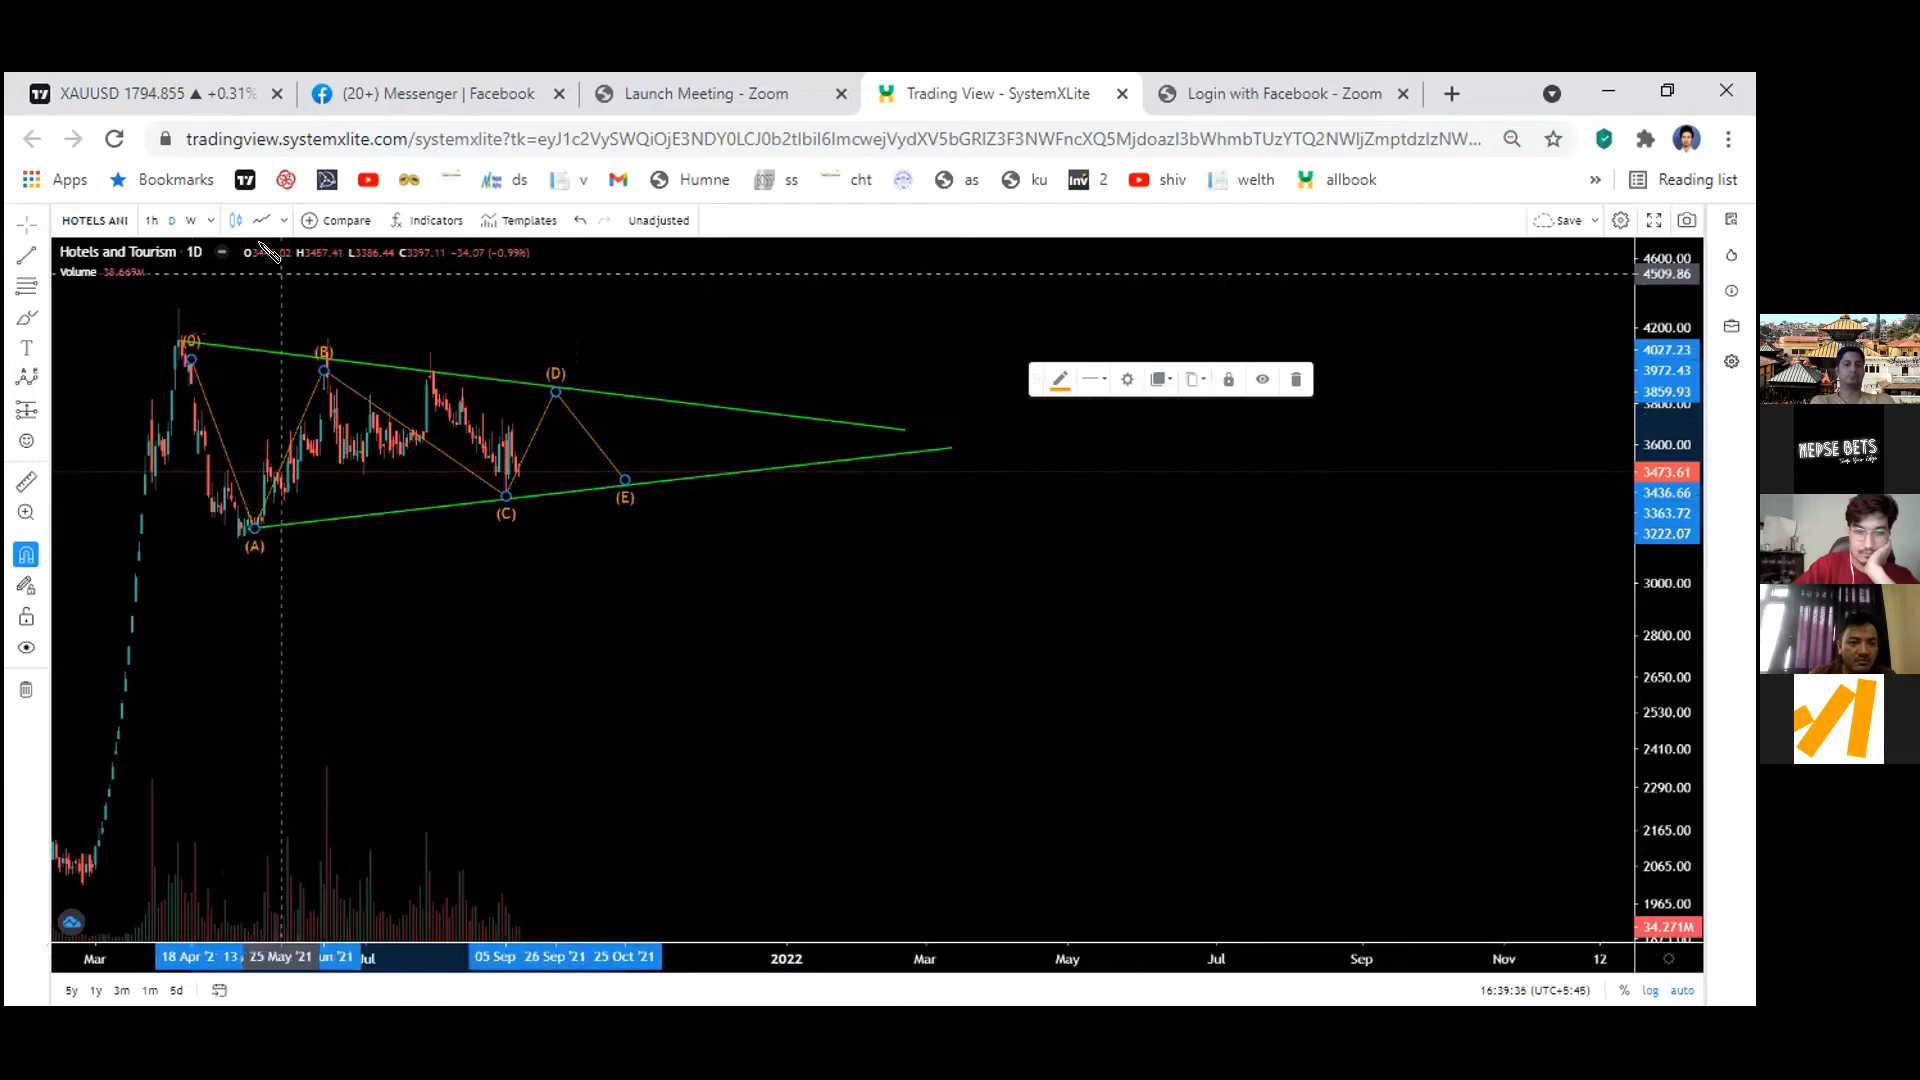 XAUUSD 1794.855 ▲ +0.31%
(20+) Messenger | Facebook
Launch Meeting - Zoom
Trading View - SystemXLite
Login with Facebook - Zoom
Apps
Bookmarks
ds
v
Humne
ss
cht
as
ku
Inv 2
shiv
welth
allbook
Reading list
HOTELS ANI
1h D W
Compare
Indicators
Templates
Unadjusted
Save
Hotels and Tourism · 1D
H3457.41 L3386.44 C3397.11 −34.07 (−0.99%)
Volume 38.669M
4600.00
4509.86
4200.00
4027.23
3972.43
3859.93
3800.00
3600.00
3473.61
3436.66
3363.72
3222.07
3000.00
2800.00
2650.00
2530.00
2410.00
2290.00
2165.00
2065.00
1965.00
34.271M
(0)
(B)
(D)
(A)
(C)
(E)
NEPSE BETS
Mar
18 Apr '2
25 May '21
Jul
05 Sep
26 Sep '21
25 Oct '21
2022
Mar
May
Jul
Sep
Nov
12
5y 1y 3m 1m 5d
16:39:36 (UTC+5:45)
% log auto